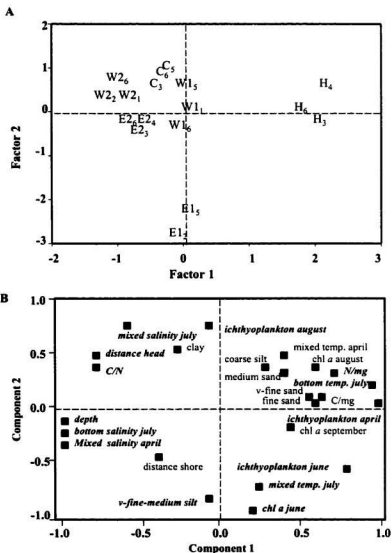 A
2
1
0
-1
-2
-3
Factor 2
C₅
C₆
C₃
W2₆
W1₅
W2₂ W2₁
W1₁
E2₆ E2₄
E2₃
W1₆
H₄
H₆
H₃
E1₅
-2 -1 0 1 2 3
Factor 1
B
1.0
0.5
0.0
-0.5
-1.0
Component 2
mixed salinity july
ichthyoplankton august
distance head
clay
C/N
mixed temp. april
coarse silt
chl a august
medium sand
N/mg
bottom temp. july
v-fine sand
fine sand
C/mg
depth
bottom salinity july
Mixed salinity april
ichthyoplankton april
chl a september
distance shore
ichthyoplankton june
mixed temp. july
v-fine-medium silt
chl a june
-1.0 -0.5 0.0 0.5 1.0
Component 1